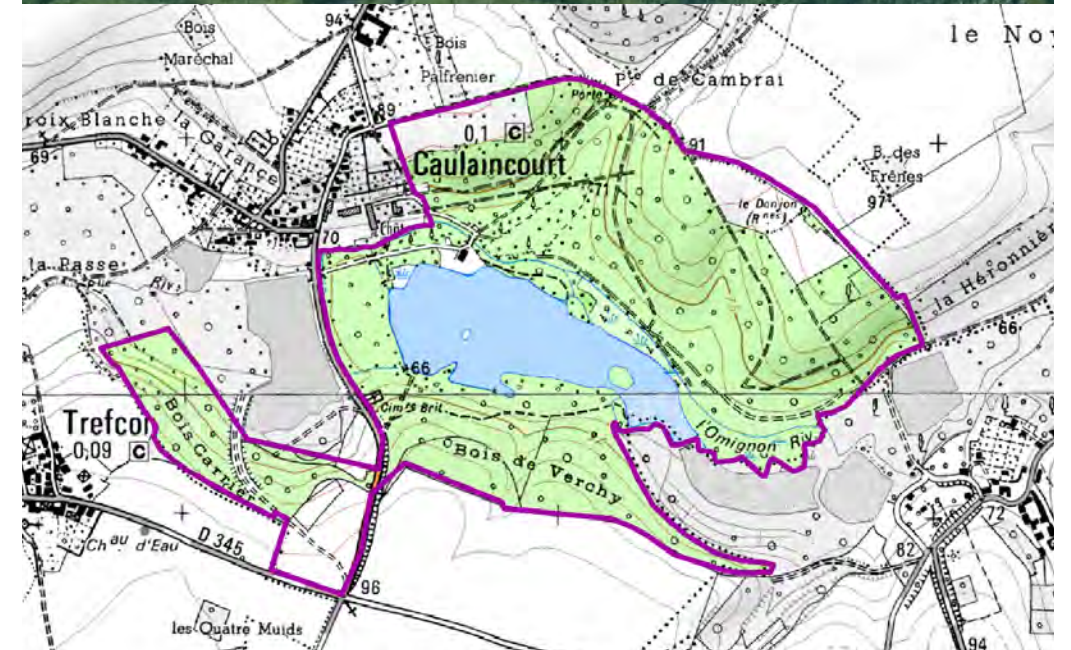 94
Bois
Maréchal
Bois
Palfrenier
le Noy
Pte de Cambrai
Porte
roix Blanche
la Garance
89
0,1 C
69
Caulaincourt
91
B. des
Frênes
97
71
le Donjon
(Rnes)
Chât
70
la Passe
Riv.
la Héronnière
66
66
Cimre Brit.
Trefcon
0,09 C
Bois Carré
l'Omignon Riv.
Bois de Verchy
72
Chau d'Eau
D 345
82
96
les Quatre Muids
94